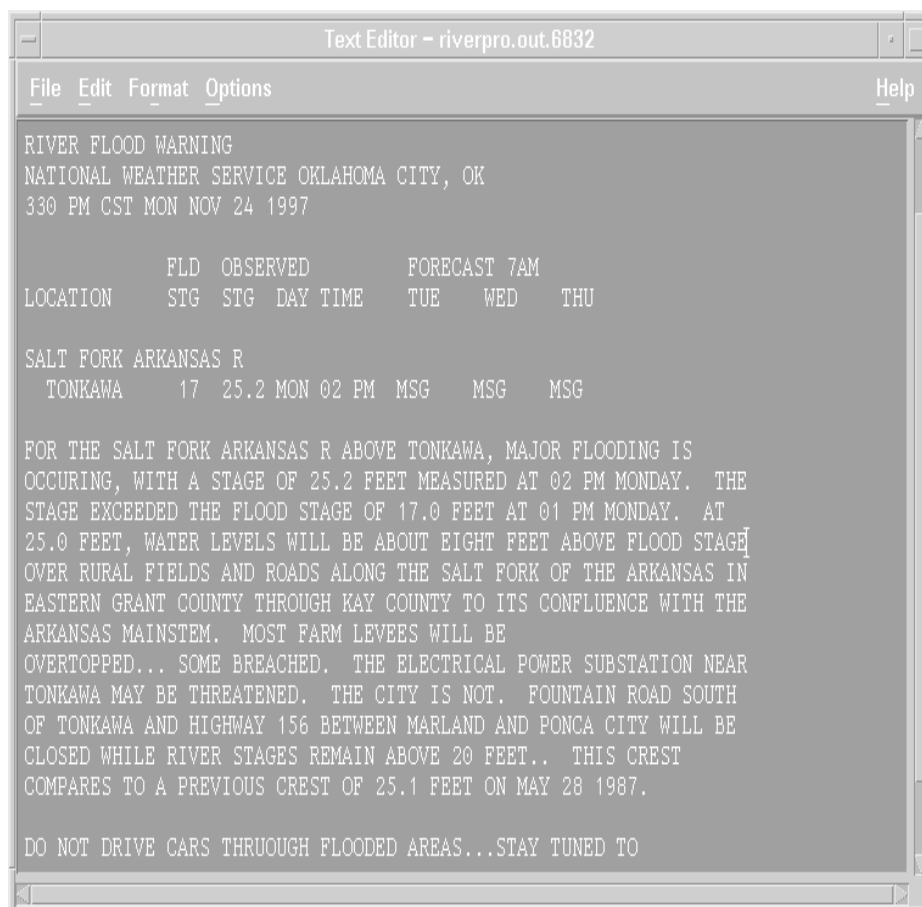 Text Editor – riverpro.out.6832
File Edit Format Options Help
RIVER FLOOD WARNING
NATIONAL WEATHER SERVICE OKLAHOMA CITY, OK
330 PM CST MON NOV 24 1997
FLD OBSERVED FORECAST 7AM
LOCATION STG STG DAY TIME TUE WED THU
SALT FORK ARKANSAS R
TONKAWA 17 25.2 MON 02 PM MSG MSG MSG
FOR THE SALT FORK ARKANSAS R ABOVE TONKAWA, MAJOR FLOODING IS
OCCURING, WITH A STAGE OF 25.2 FEET MEASURED AT 02 PM MONDAY. THE
STAGE EXCEEDED THE FLOOD STAGE OF 17.0 FEET AT 01 PM MONDAY. AT
25.0 FEET, WATER LEVELS WILL BE ABOUT EIGHT FEET ABOVE FLOOD STAGE
OVER RURAL FIELDS AND ROADS ALONG THE SALT FORK OF THE ARKANSAS IN
EASTERN GRANT COUNTY THROUGH KAY COUNTY TO ITS CONFLUENCE WITH THE
ARKANSAS MAINSTEM. MOST FARM LEVEES WILL BE
OVERTOPPED... SOME BREACHED. THE ELECTRICAL POWER SUBSTATION NEAR
TONKAWA MAY BE THREATENED. THE CITY IS NOT. FOUNTAIN ROAD SOUTH
OF TONKAWA AND HIGHWAY 156 BETWEEN MARLAND AND PONCA CITY WILL BE
CLOSED WHILE RIVER STAGES REMAIN ABOVE 20 FEET.. THIS CREST
COMPARES TO A PREVIOUS CREST OF 25.1 FEET ON MAY 28 1987.
DO NOT DRIVE CARS THRUOUGH FLOODED AREAS...STAY TUNED TO